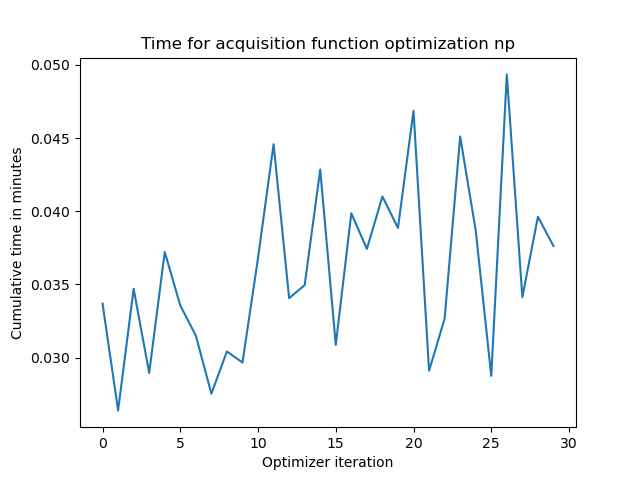 Time for acquisition function optimization np
Cumulative time in minutes
0.050
0.045
0.040
0.035
0.030
0 5 10 15 20 25 30
Optimizer iteration